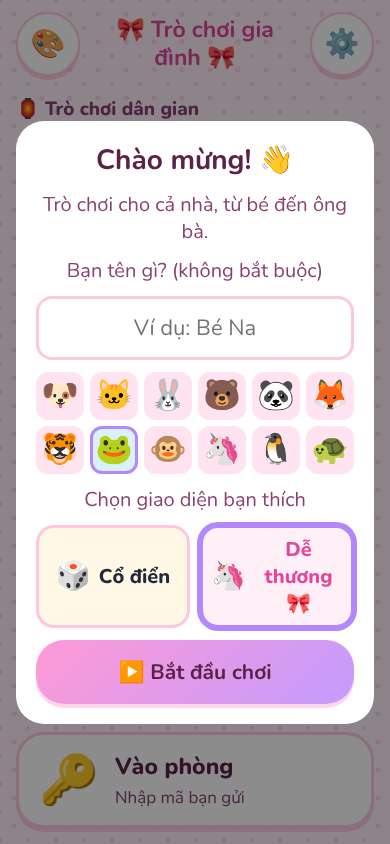 🎀 Trò chơi gia
đình 🎀
🏮 Trò chơi dân gian
Chào mừng! 👋
Trò chơi cho cả nhà, từ bé đến ông
bà.
Bạn tên gì? (không bắt buộc)
Ví dụ: Bé Na
Chọn giao diện bạn thích
Cổ điển
Dễ
thương
🎀
▶️ Bắt đầu chơi
Vào phòng
Nhập mã bạn gửi